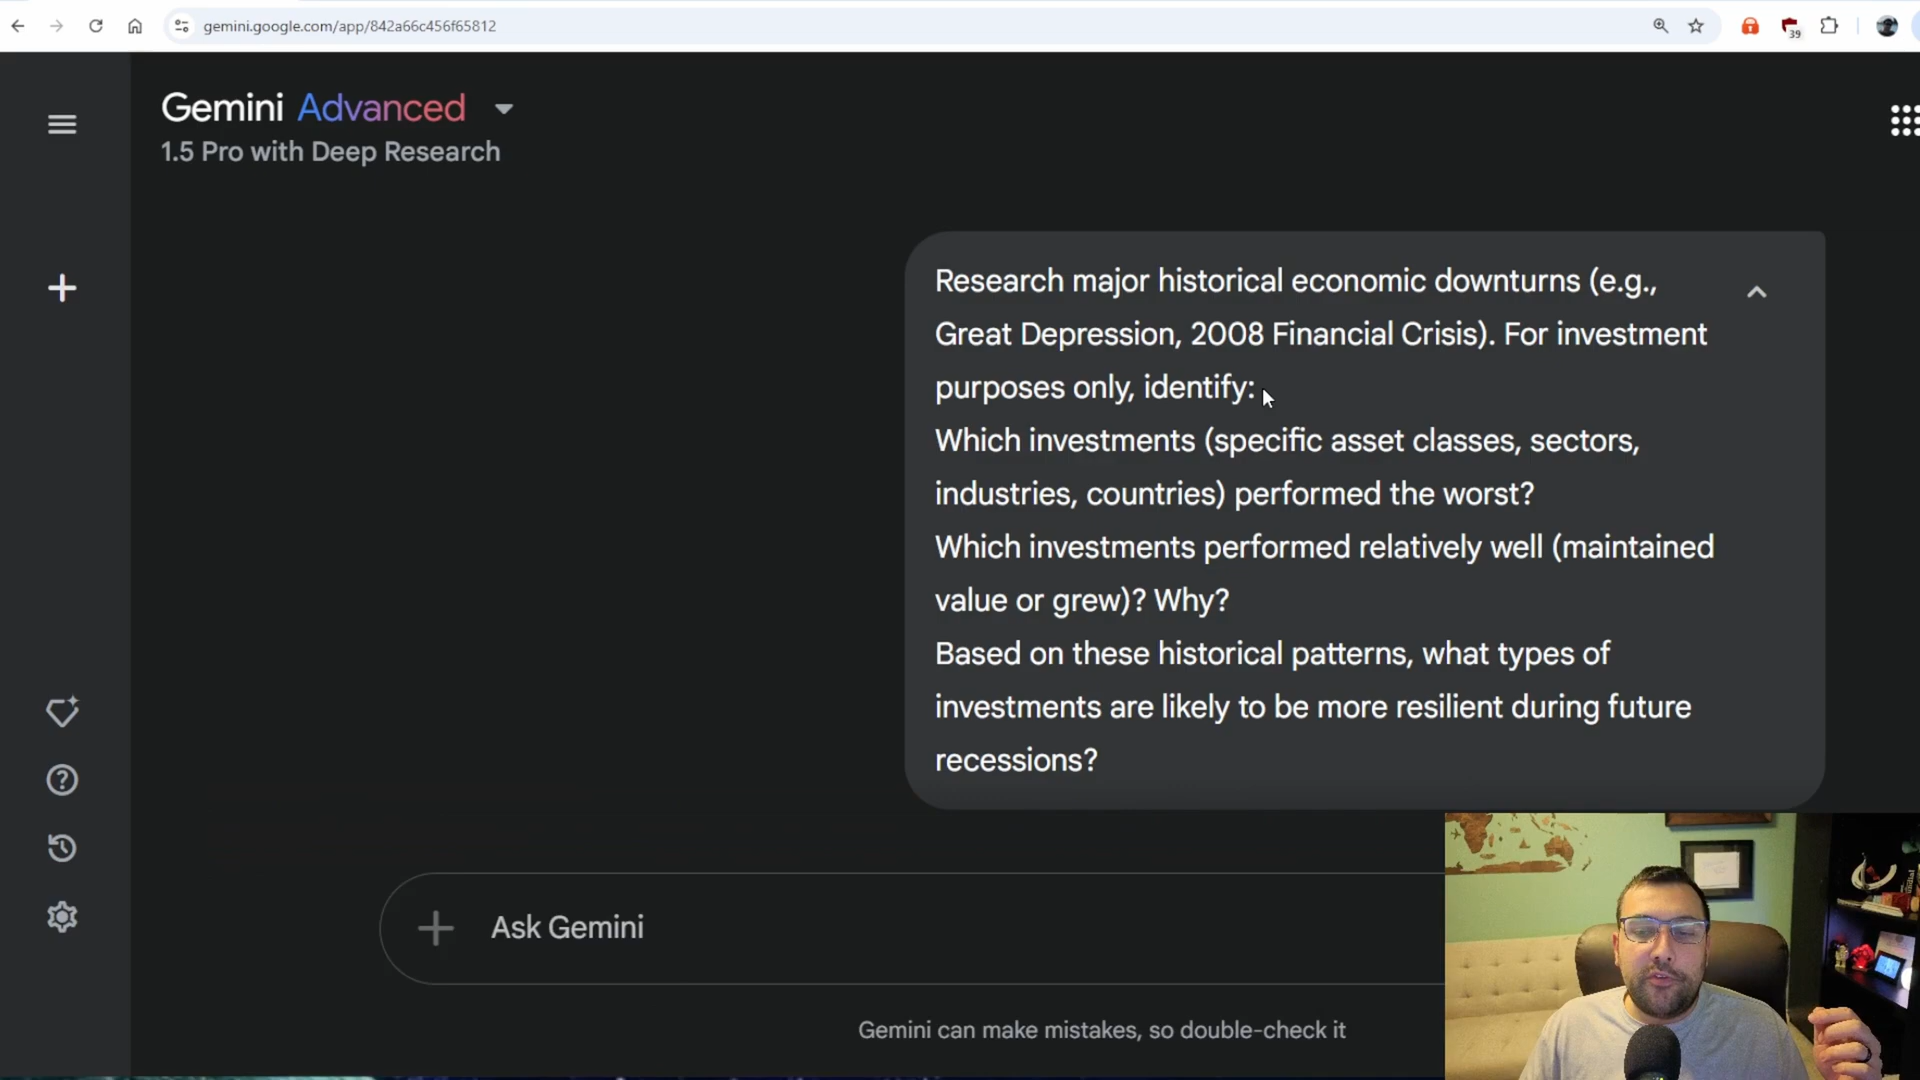 gemini.google.com/app/842a66c456f65812
39
Gemini Advanced
1.5 Pro with Deep Research
Research major historical economic downturns (e.g.,
Great Depression, 2008 Financial Crisis). For investment
purposes only, identify:
Which investments (specific asset classes, sectors,
industries, countries) performed the worst?
Which investments performed relatively well (maintained
value or grew)? Why?
Based on these historical patterns, what types of
investments are likely to be more resilient during future
recessions?
Ask Gemini
Gemini can make mistakes, so double-check it